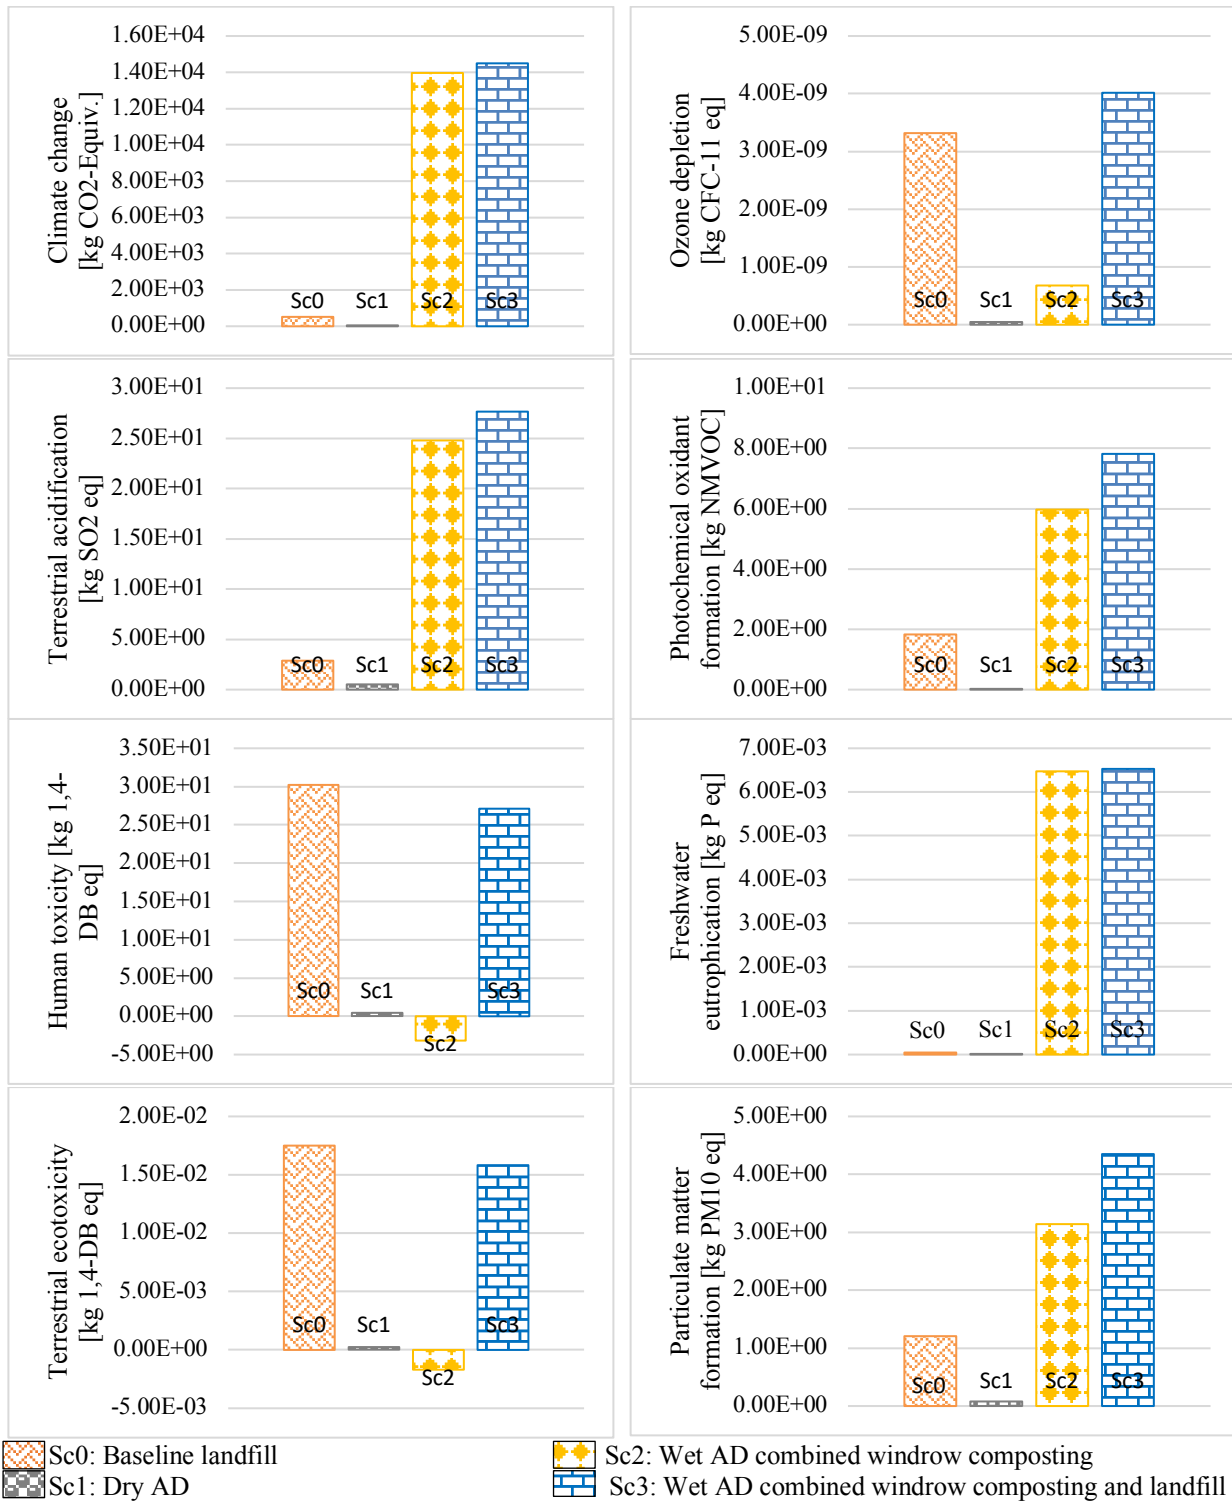 Climate change
[kg CO2-Equiv.]
1.60E+04
1.40E+04
1.20E+04
1.00E+04
8.00E+03
6.00E+03
4.00E+03
2.00E+03
0.00E+00
Sc0
Sc1
Sc2
Sc3
Ozone depletion
[kg CFC-11 eq]
5.00E-09
4.00E-09
3.00E-09
2.00E-09
1.00E-09
0.00E+00
Sc0
Sc1
Sc2
Sc3
Terrestrial acidification
[kg SO2 eq]
3.00E+01
2.50E+01
2.00E+01
1.50E+01
1.00E+01
5.00E+00
0.00E+00
Sc0
Sc1
Sc2
Sc3
Photochemical oxidant
formation [kg NMVOC]
1.00E+01
8.00E+00
6.00E+00
4.00E+00
2.00E+00
0.00E+00
Sc0
Sc1
Sc2
Sc3
Human toxicity [kg 1,4-
DB eq]
3.50E+01
3.00E+01
2.50E+01
2.00E+01
1.50E+01
1.00E+01
5.00E+00
0.00E+00
-5.00E+00
Sc0
Sc1
Sc2
Sc3
Freshwater
eutrophication [kg P eq]
7.00E-03
6.00E-03
5.00E-03
4.00E-03
3.00E-03
2.00E-03
1.00E-03
0.00E+00
Sc0
Sc1
Sc2
Sc3
Terrestrial ecotoxicity
[kg 1,4-DB eq]
2.00E-02
1.50E-02
1.00E-02
5.00E-03
0.00E+00
-5.00E-03
Sc0
Sc1
Sc2
Sc3
Particulate matter
formation [kg PM10 eq]
5.00E+00
4.00E+00
3.00E+00
2.00E+00
1.00E+00
0.00E+00
Sc0
Sc1
Sc2
Sc3
Sc0: Baseline landfill
Sc2: Wet AD combined windrow composting
Sc1: Dry AD
Sc3: Wet AD combined windrow composting and landfill